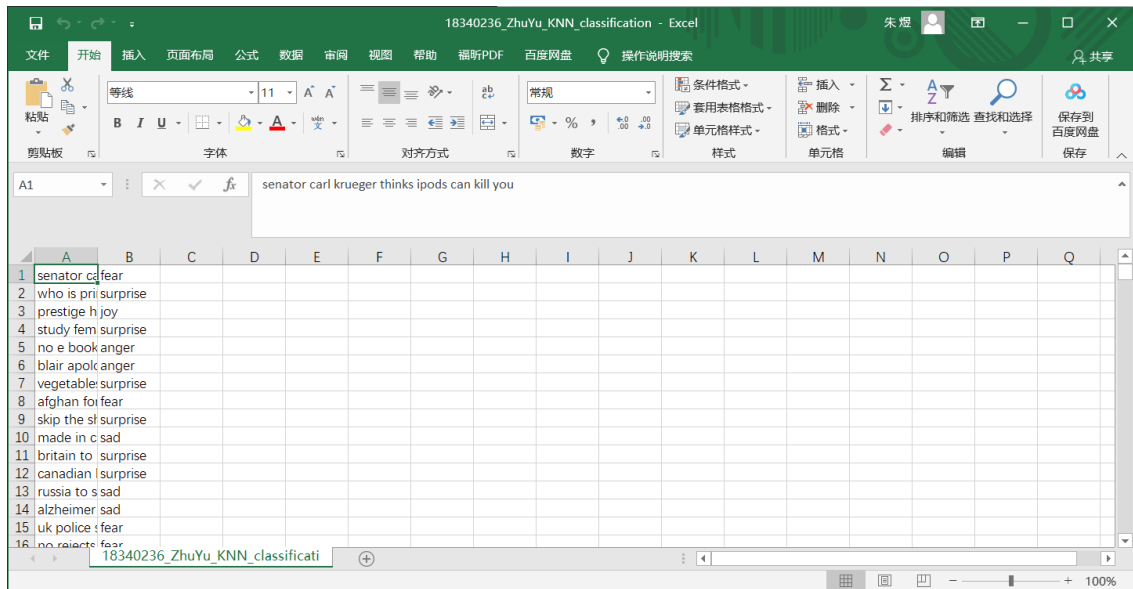 18340236_ZhuYu_KNN_classification - Excel 朱煜
文件 开始 插入 页面布局 公式 数据 审阅 视图 帮助 福昕PDF 百度网盘 操作说明搜索 共享
等线 11 A A 常规 条件格式 插入 Σ
粘贴 套用表格格式 删除 排序和筛选 查找和选择 保存到
B I U A wén 文 % , 单元格样式 格式 百度网盘
剪贴板 字体 对齐方式 数字 样式 单元格 编辑 保存
A1 fx senator carl krueger thinks ipods can kill you
A B C D E F G H I J K L M N O P Q
1 senator ca fear
2 who is pri surprise
3 prestige h joy
4 study fem surprise
5 no e book anger
6 blair apolo anger
7 vegetables surprise
8 afghan for fear
9 skip the sh surprise
10 made in c sad
11 britain to surprise
12 canadian surprise
13 russia to s sad
14 alzheimer sad
15 uk police fear
16 no rejects fear
18340236_ZhuYu_KNN_classificati
100%